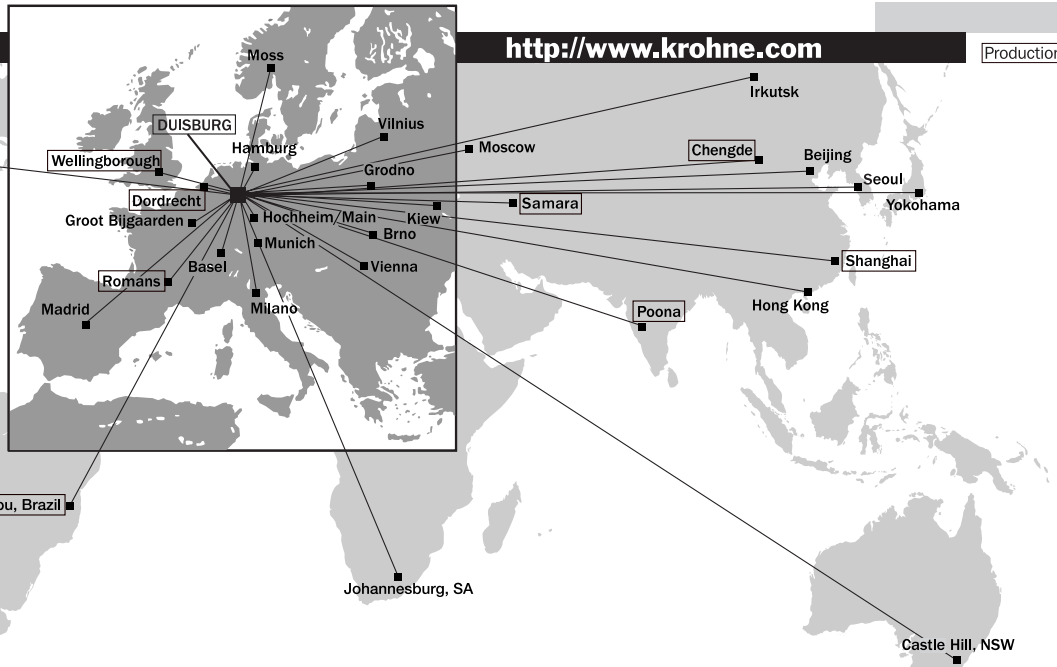 http://www.krohne.com
Production
Moss
Irkutsk
DUISBURG
Vilnius
Hamburg
Moscow
Chengde
Beijing
Wellingborough
Grodno
Seoul
Dordrecht
Samara
Yokohama
Groot Bijgaarden
Hochheim/Main
Kiew
Brno
Munich
Basel
Vienna
Shanghai
Romans
Madrid
Milano
Hong Kong
Poona
ou, Brazil
Johannesburg, SA
Castle Hill, NSW